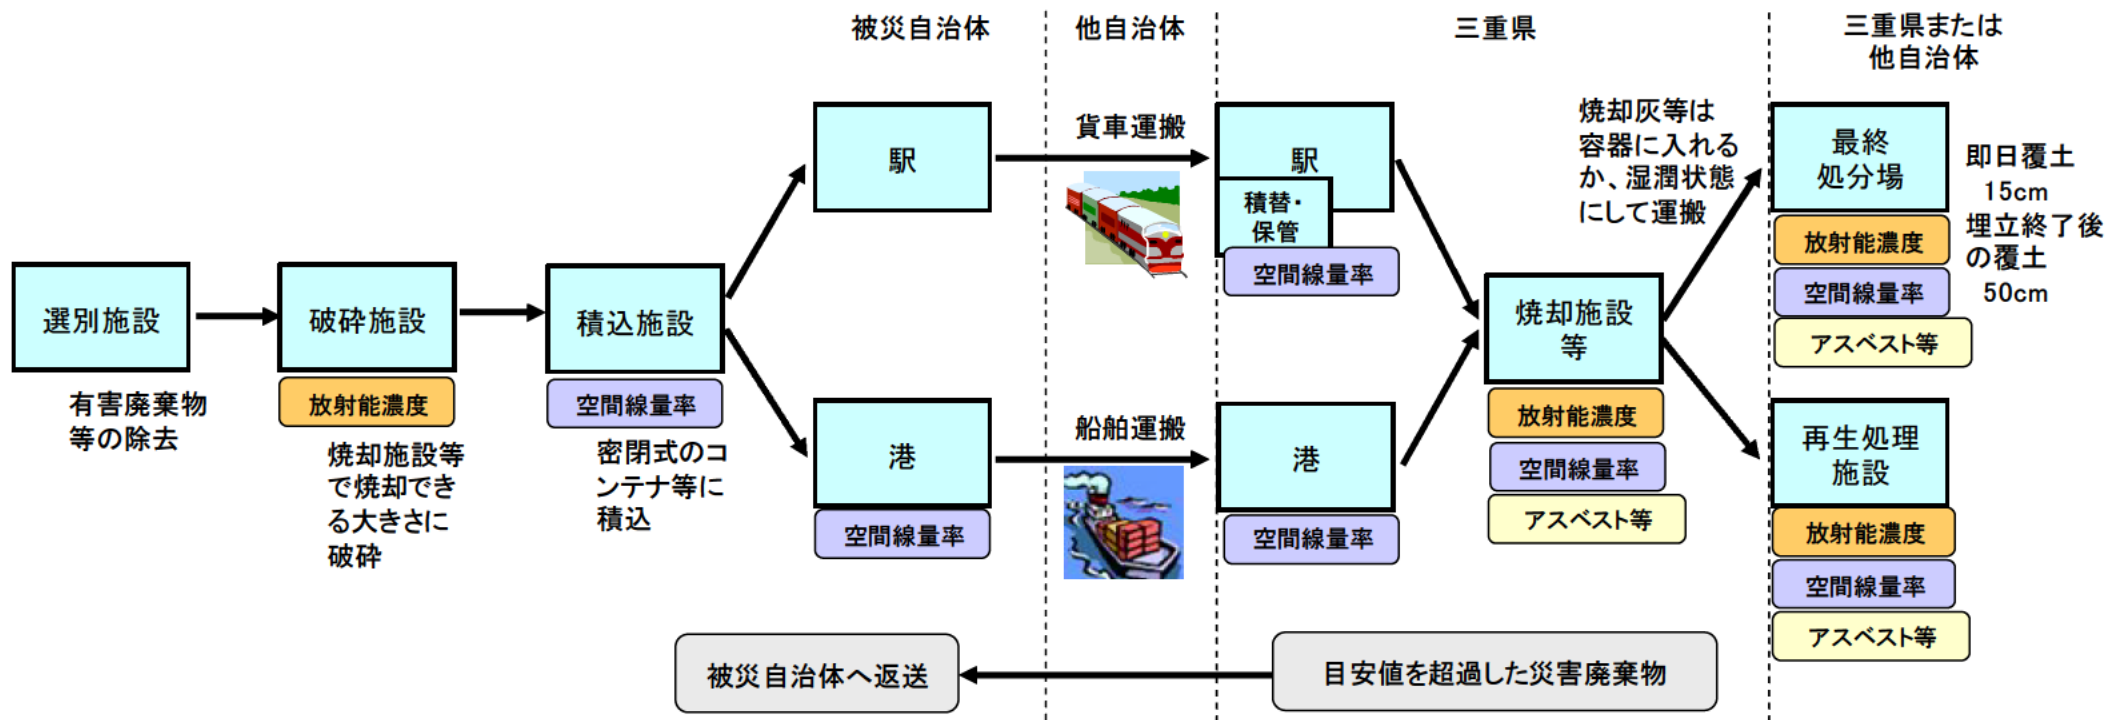 被災自治体
他自治体
三重県
三重県または
他自治体
選別施設
有害廃棄物
等の除去
破砕施設
放射能濃度
焼却施設等
で焼却でき
る大きさに
破砕
積込施設
空間線量率
密閉式のコ
ンテナ等に
積込
駅
港
空間線量率
貨車運搬
船舶運搬
駅
積替・
保管
空間線量率
港
空間線量率
焼却施設
等
放射能濃度
空間線量率
アスベスト等
焼却灰等は
容器に入れる
か、湿潤状態
にして運搬
最終
処分場
放射能濃度
空間線量率
アスベスト等
即日覆土
15cm
埋立終了後
の覆土
50cm
再生処理
施設
放射能濃度
空間線量率
アスベスト等
被災自治体へ返送
目安値を超過した災害廃棄物